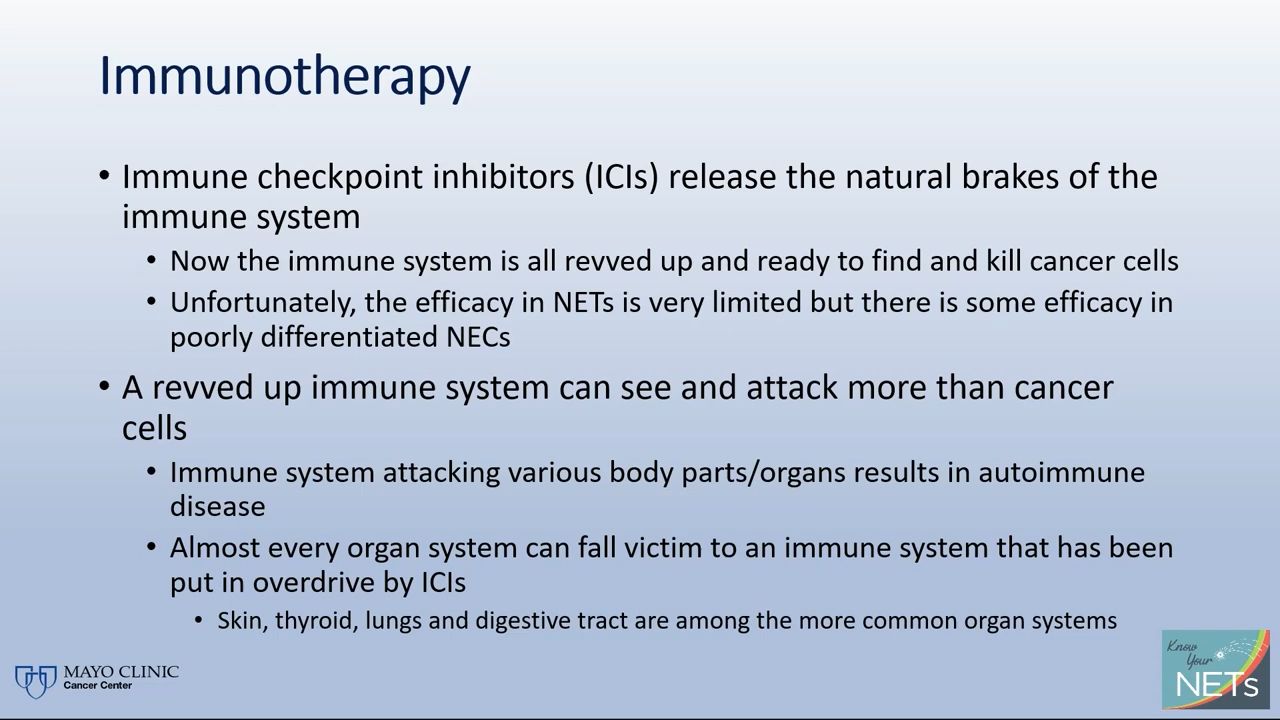 Immunotherapy
• Immune checkpoint inhibitors (ICIs) release the natural brakes of the
immune system
• Now the immune system is all revved up and ready to find and kill cancer cells
• Unfortunately, the efficacy in NETs is very limited but there is some efficacy in
poorly differentiated NECs
• A revved up immune system can see and attack more than cancer
cells
• Immune system attacking various body parts/organs results in autoimmune
disease
• Almost every organ system can fall victim to an immune system that has been
put in overdrive by ICIs
• Skin, thyroid, lungs and digestive tract are among the more common organ systems
MAYO CLINIC
Cancer Center
Know
Your
NETs